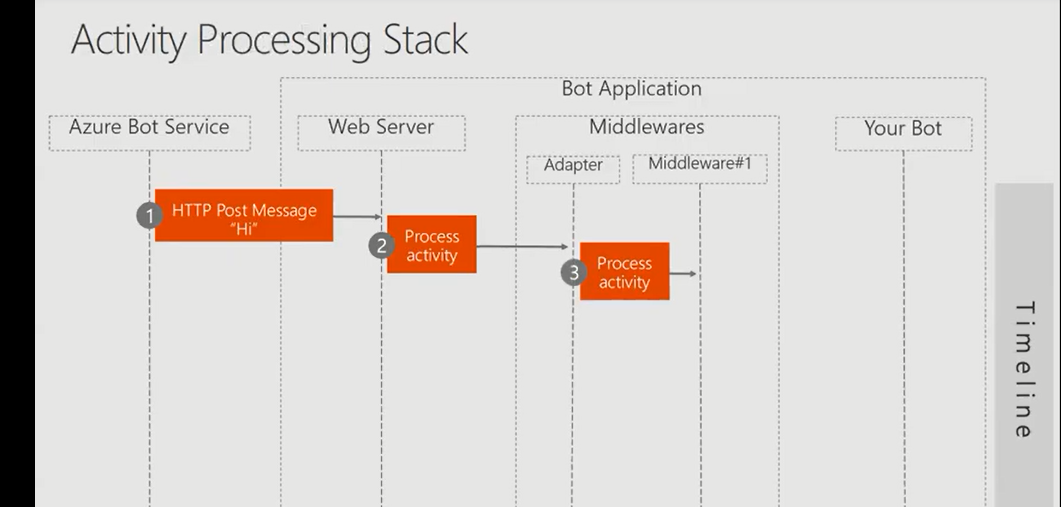 Activity Processing Stack
Bot Application
Azure Bot Service
Web Server
Middlewares
Your Bot
Adapter
Middleware#1
1
HTTP Post Message
“Hi”
2
Process
activity
3
Process
activity
Timeline